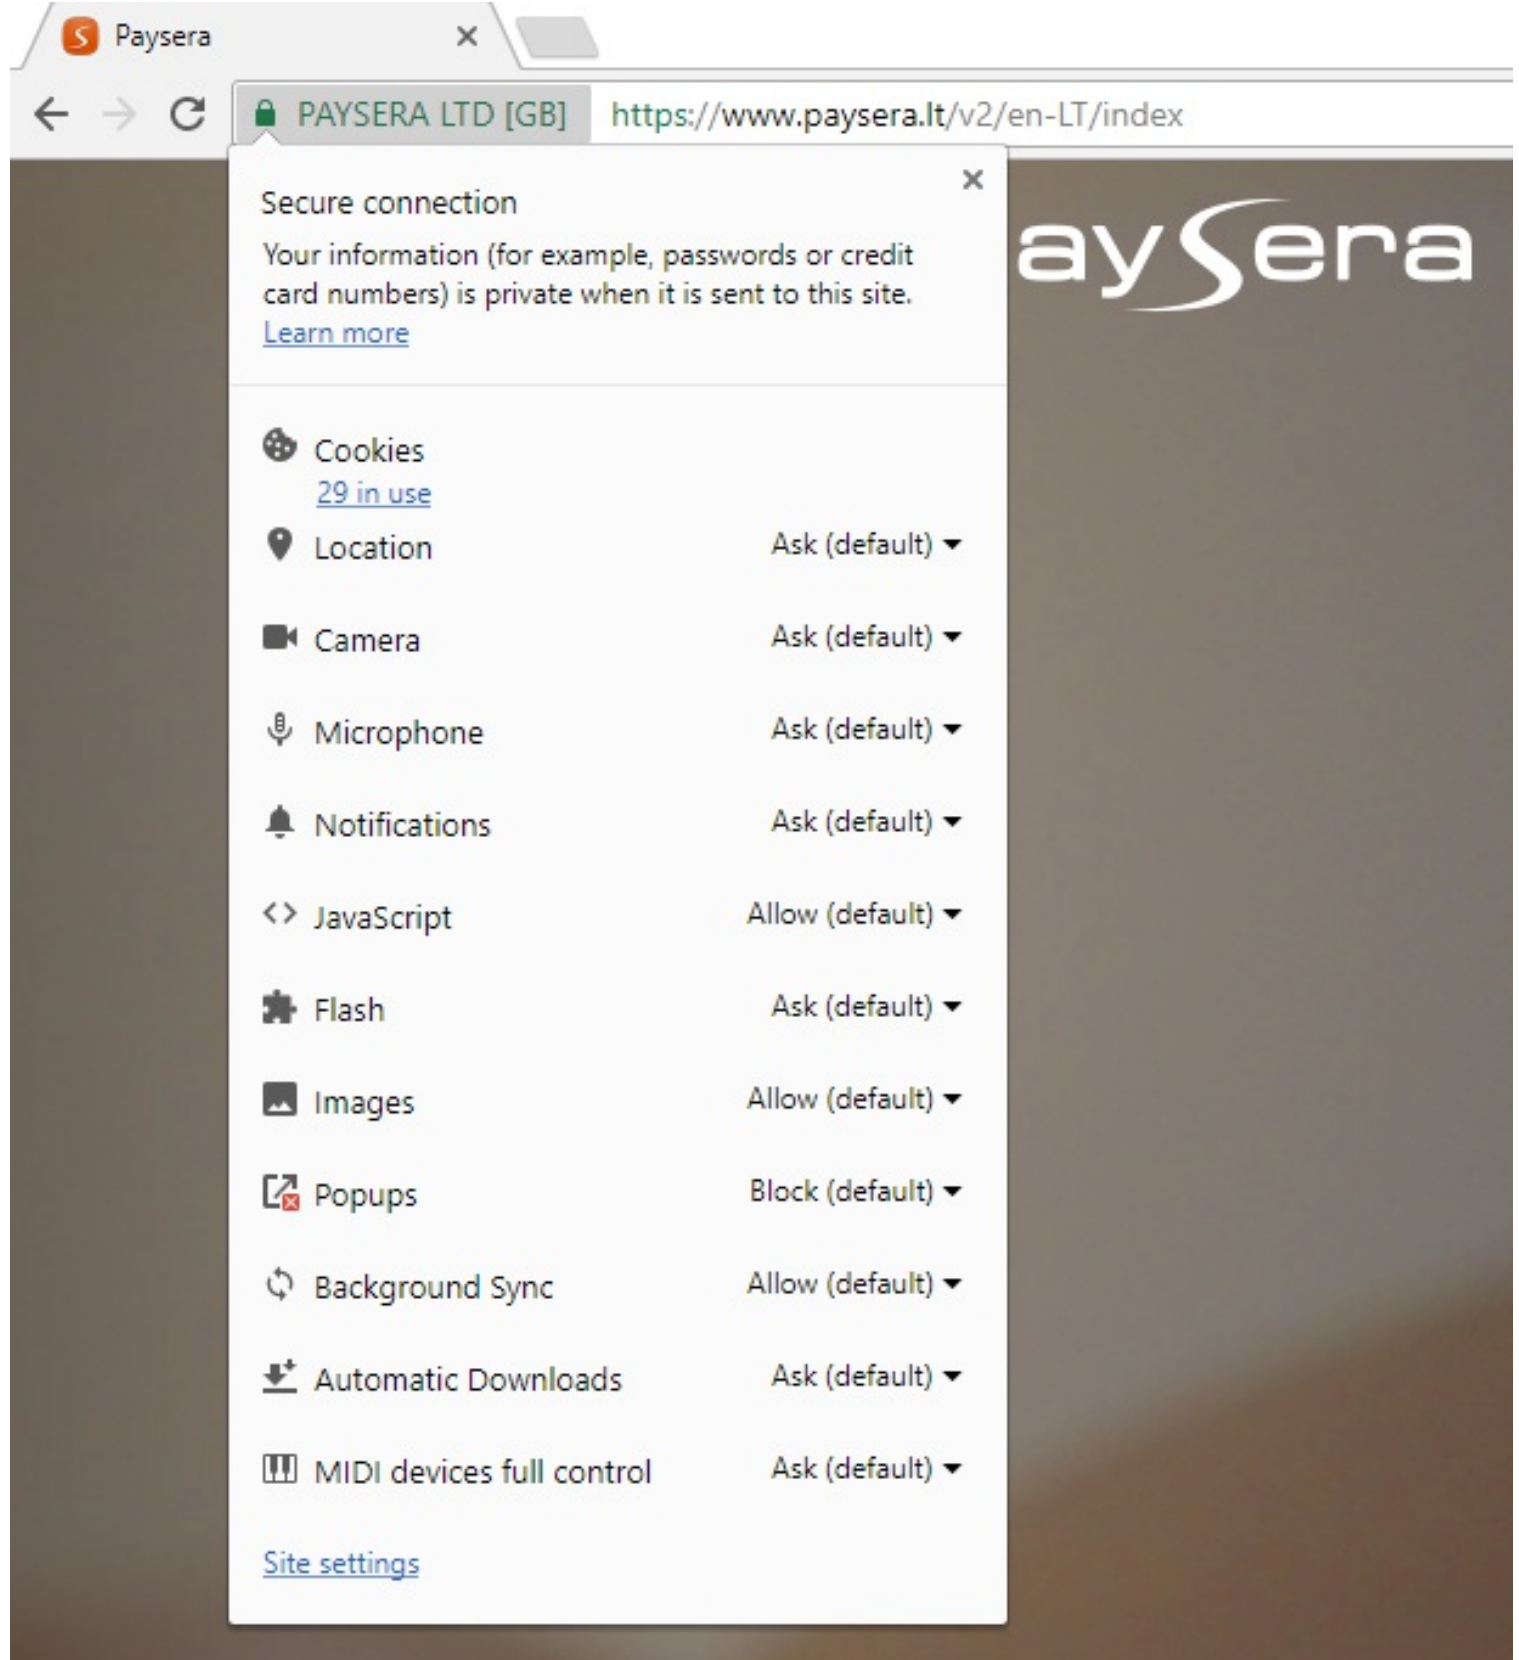 Paysera
PAYSERA LTD [GB] https://www.paysera.lt/v2/en-LT/index
Secure connection
Your information (for example, passwords or credit
card numbers) is private when it is sent to this site.
Learn more
aysera
Cookies
29 in use
Location Ask (default)
Camera Ask (default)
Microphone Ask (default)
Notifications Ask (default)
JavaScript Allow (default)
Flash Ask (default)
Images Allow (default)
Popups Block (default)
Background Sync Allow (default)
Automatic Downloads Ask (default)
MIDI devices full control Ask (default)
Site settings